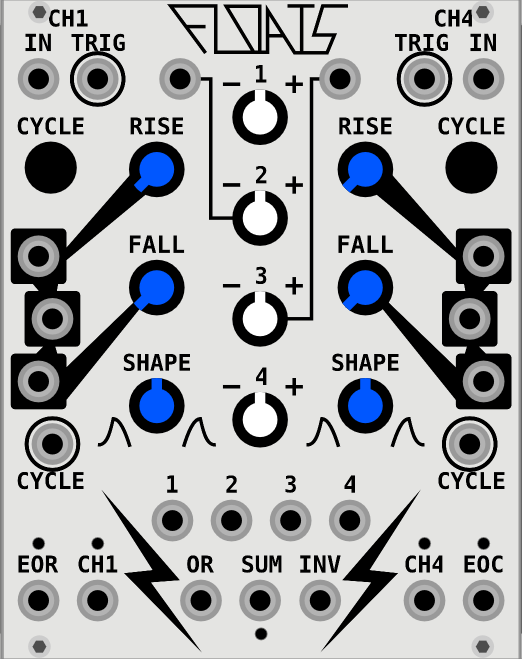 CH1 CH4
IN TRIG TRIG IN
− 1 +
CYCLE RISE RISE CYCLE
− 2 +
FALL FALL
− 3 +
SHAPE SHAPE
− 4 +
CYCLE CYCLE
1 2 3 4
EOR CH1 OR SUM INV CH4 EOC